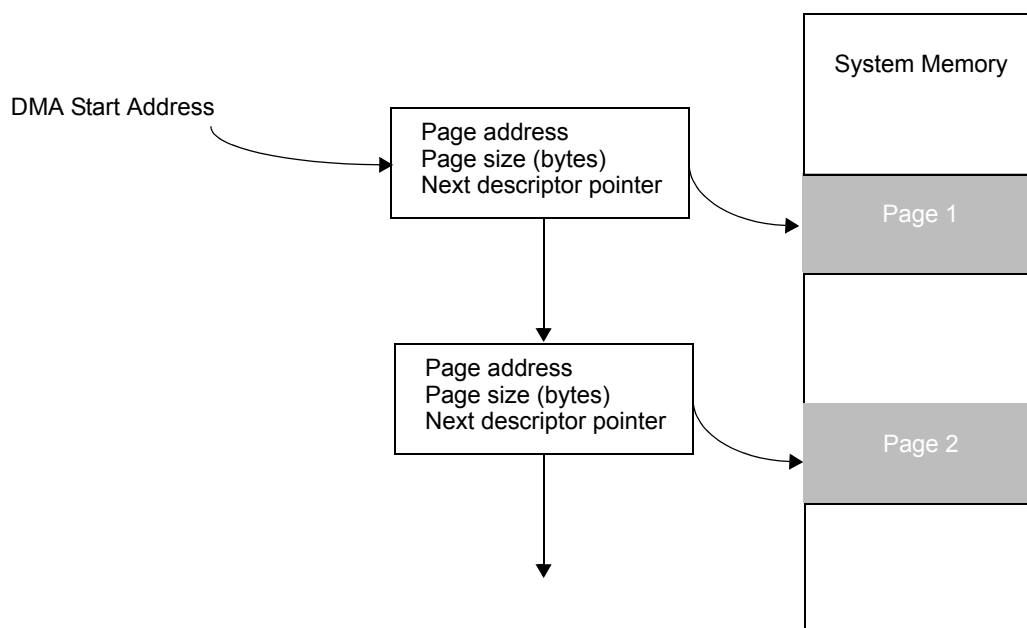 System Memory
DMA Start Address
Page address
Page size (bytes)
Next descriptor pointer
Page 1
Page address
Page size (bytes)
Next descriptor pointer
Page 2